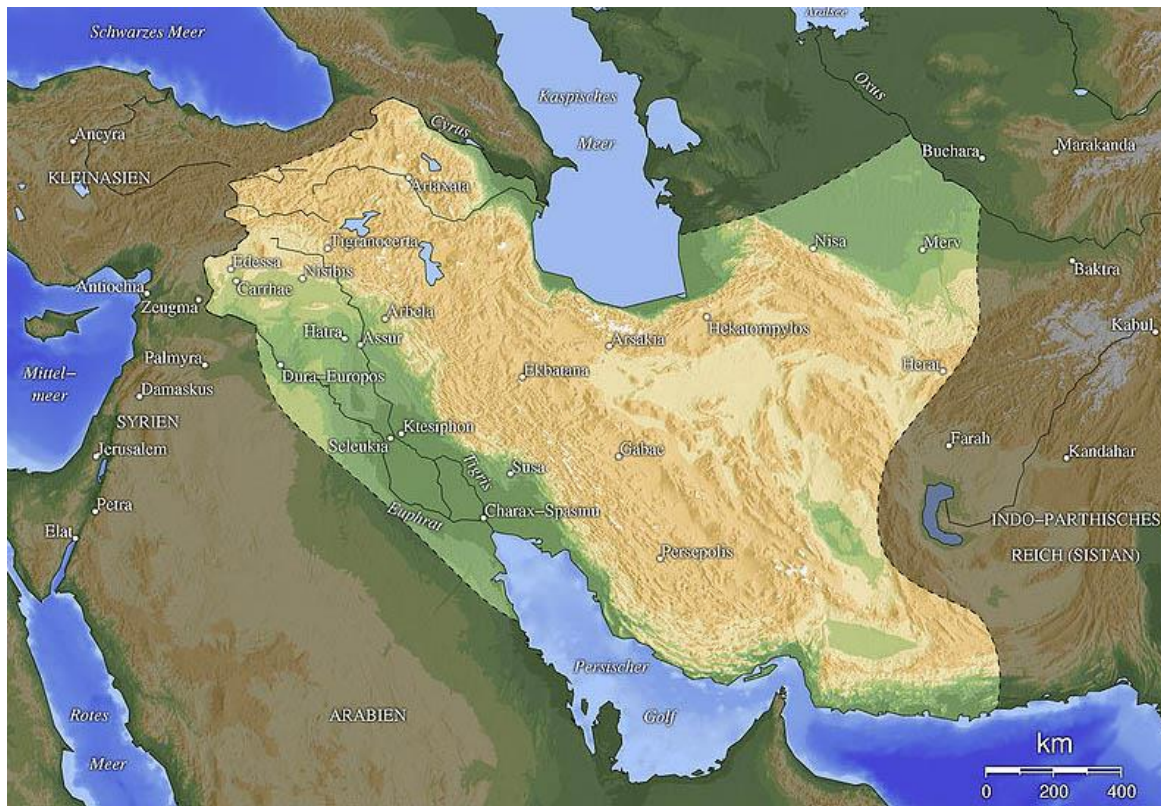 Schwarzes Meer
Aralsee
Kaspisches
Meer
Oxus
Cyrus
Ancyra
KLEINASIEN
Buchara
Marakanda
Artaxata
Tigranocerta
Nisa
Merv
Edessa
Nisibis
Carrhae
Baktra
Antiochia
Zeugma
Arbela
Hatra
Assur
Arsakia
Hekatompylos
Kabul
Palmyra
Dura-Europos
Ekbatana
Herat
Mittel-
meer
Damaskus
SYRIEN
Ktesiphon
Seleukia
Jerusalem
Gabae
Farah
Kandahar
Tigris
Susa
Petra
Euphrat
Charax-Spasinu
Elat
Persepolis
INDO-PARTHISCHES
REICH (SISTAN)
Persischer
Golf
Rotes
Meer
ARABIEN
km
0 200 400